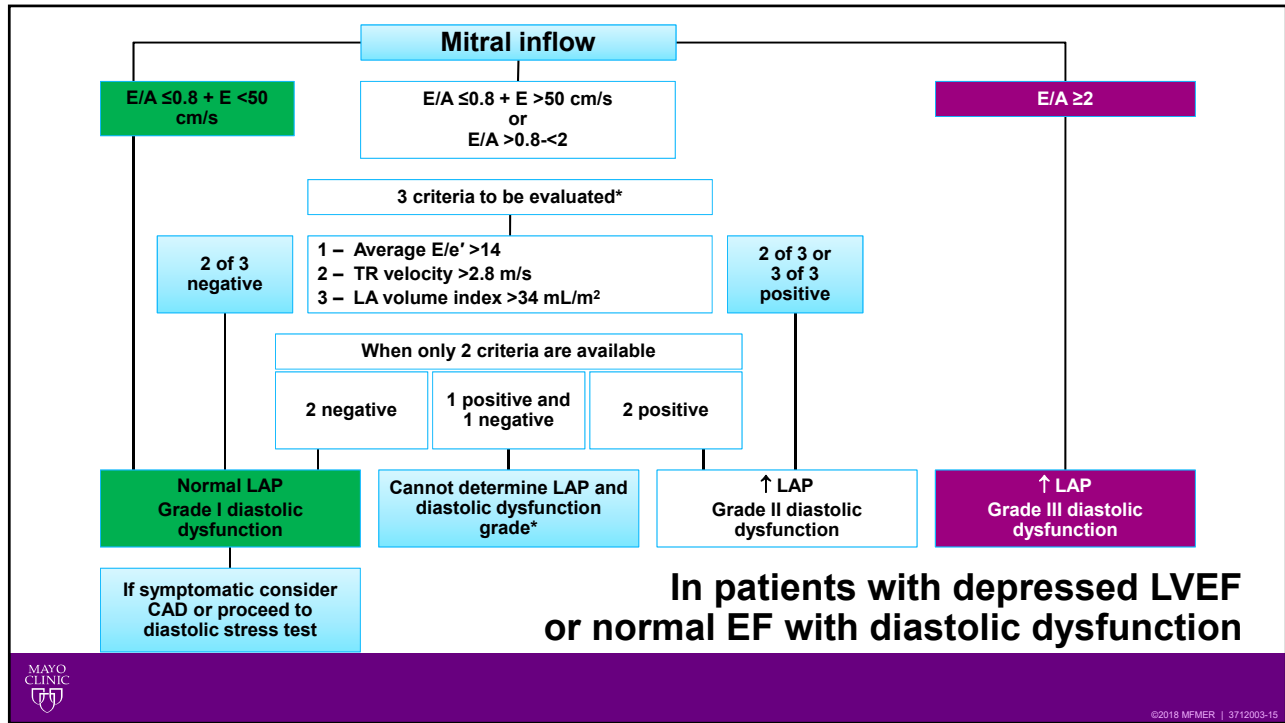 Mitral inflow
E/A ≤0.8 + E <50
cm/s
E/A ≤0.8 + E >50 cm/s
or
E/A >0.8-<2
E/A ≥2
3 criteria to be evaluated*
2 of 3
negative
1 – Average E/e′ >14
2 – TR velocity >2.8 m/s
3 – LA volume index >34 mL/m²
2 of 3 or
3 of 3
positive
When only 2 criteria are available
2 negative
1 positive and
1 negative
2 positive
Normal LAP
Grade I diastolic
dysfunction
Cannot determine LAP and
diastolic dysfunction
grade*
↑ LAP
Grade II diastolic
dysfunction
↑ LAP
Grade III diastolic
dysfunction
If symptomatic consider
CAD or proceed to
diastolic stress test
In patients with depressed LVEF
or normal EF with diastolic dysfunction
MAYO
CLINIC
©2018 MFMER | 3712003-15